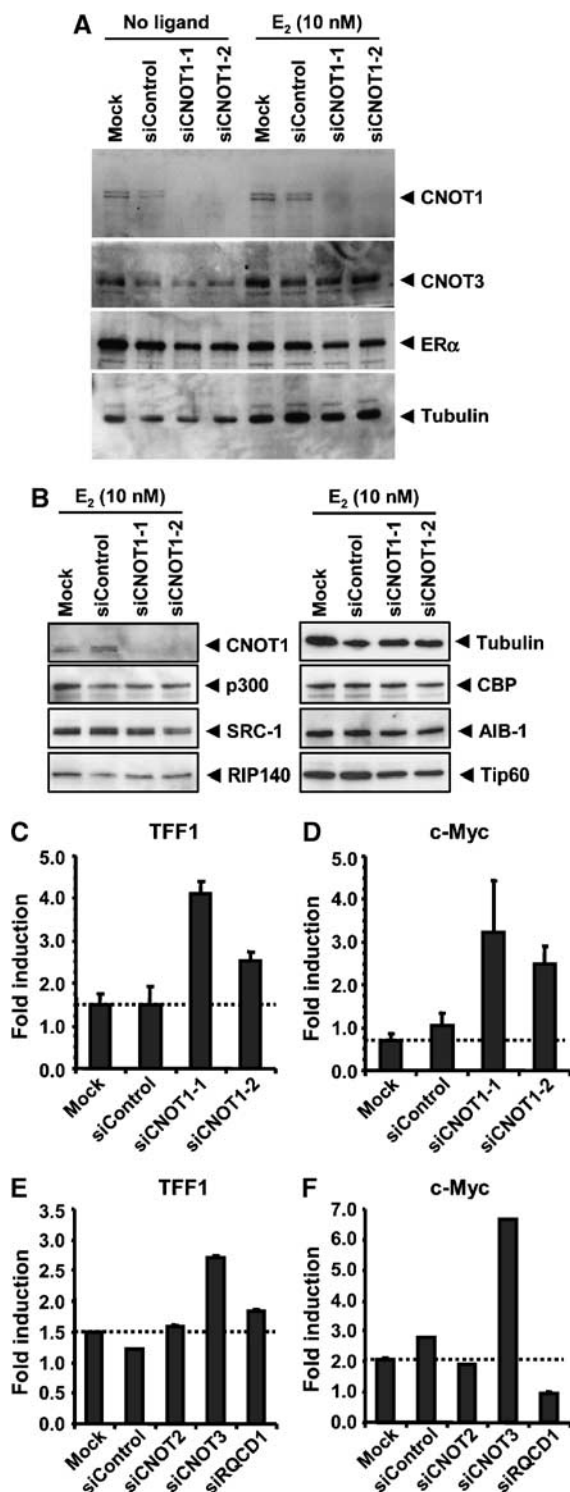 A
No ligand
E₂ (10 nM)
Mock
siControl
siCNOT1-1
siCNOT1-2
Mock
siControl
siCNOT1-1
siCNOT1-2
CNOT1
CNOT3
ERα
Tubulin
B
E₂ (10 nM)
Mock
siControl
siCNOT1-1
siCNOT1-2
CNOT1
p300
SRC-1
RIP140
E₂ (10 nM)
Mock
siControl
siCNOT1-1
siCNOT1-2
Tubulin
CBP
AIB-1
Tip60
C
TFF1
Fold induction
5.0
4.0
3.0
2.0
1.0
0.0
Mock
siControl
siCNOT1-1
siCNOT1-2
D
c-Myc
Fold induction
5.0
4.0
3.0
2.0
1.0
0.0
Mock
siControl
siCNOT1-1
siCNOT1-2
E
TFF1
Fold induction
3.5
3.0
2.5
2.0
1.5
1.0
0.5
0.0
Mock
siControl
siCNOT2
siCNOT3
siRQCD1
F
c-Myc
Fold induction
7.0
6.0
5.0
4.0
3.0
2.0
1.0
0.0
Mock
siControl
siCNOT2
siCNOT3
siRQCD1